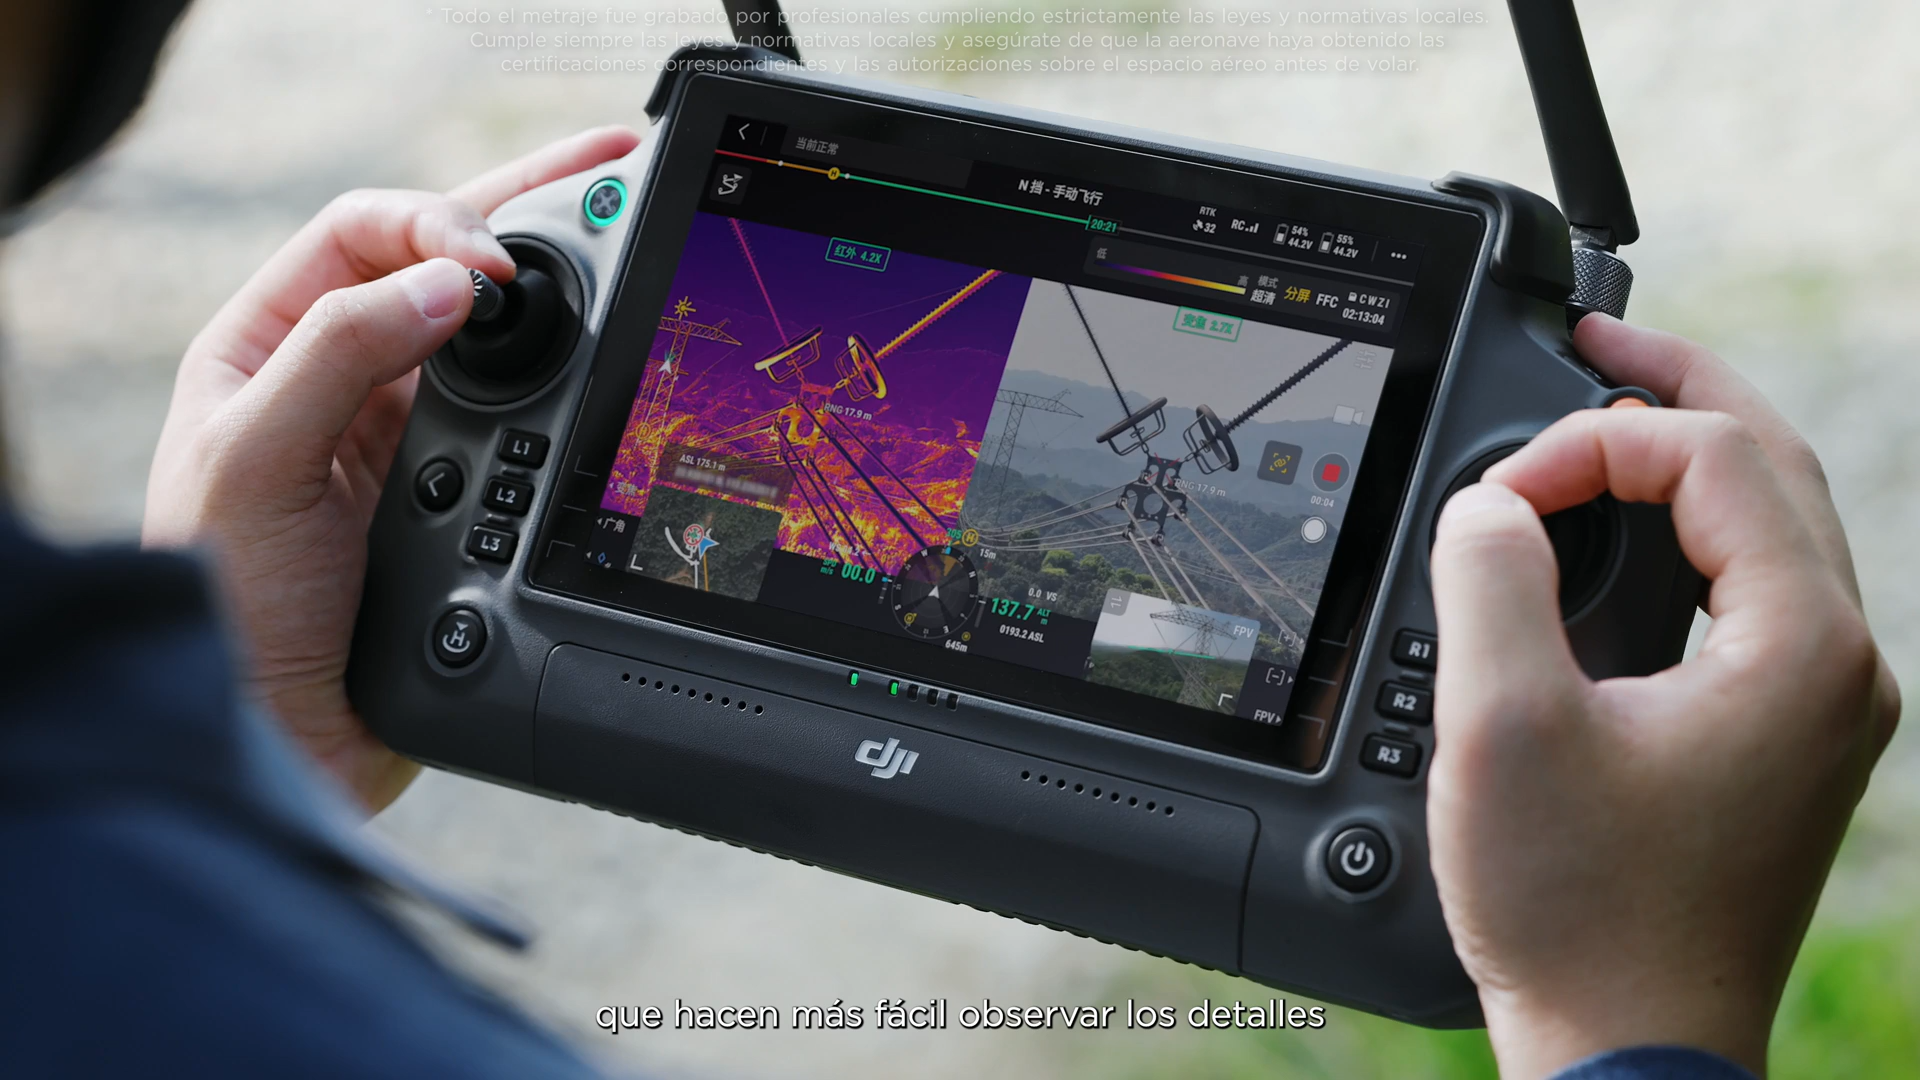 * Todo el metraje fue grabado por profesionales cumpliendo estrictamente las leyes y normativas locales.
Cumple siempre las leyes y normativas locales y asegúrate de que la aeronave haya obtenido las
certificaciones correspondientes y las autorizaciones sobre el espacio aéreo antes de volar.
当前正常
N 挡 - 手动飞行
H
20:21
RTK
32
RC
54%
44.2V
55%
44.2V
低
高
模式
超清
分屏
FFC
CWZI
02:13:04
红外 4.2X
变焦 2.7X
RNG 17.9 m
RNG 17.9 m
ASL 175.1 m
00:04
广角
SPD
m/s
00.0
15m
0.0 VS
137.7 ALT
m
0193.2 ASL
645m
FPV
FPV
L1
L2
L3
H
R1
R2
R3
dji
que hacen más fácil observar los detalles